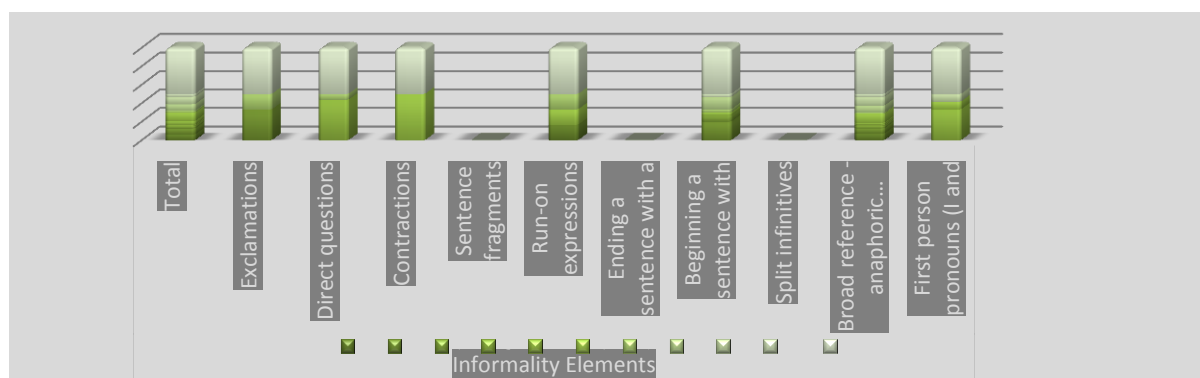 Total
Exclamations
Direct questions
Contractions
Sentence
fragments
Run-on
expressions
Ending a
sentence with a
Beginning a
sentence with
Split infinitives
Broad reference -
anaphoric...
First person
pronouns (I and
Informality Elements